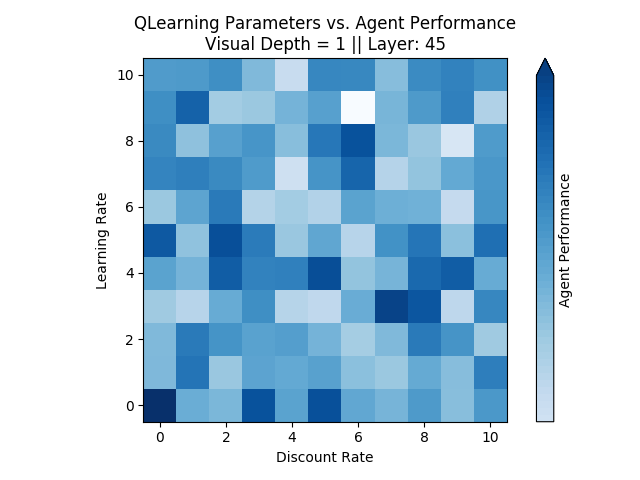 QLearning Parameters vs. Agent Performance
Visual Depth = 1 || Layer: 45
10
8
6
4
2
0
Learning Rate
0 2 4 6 8 10
Discount Rate
Agent Performance